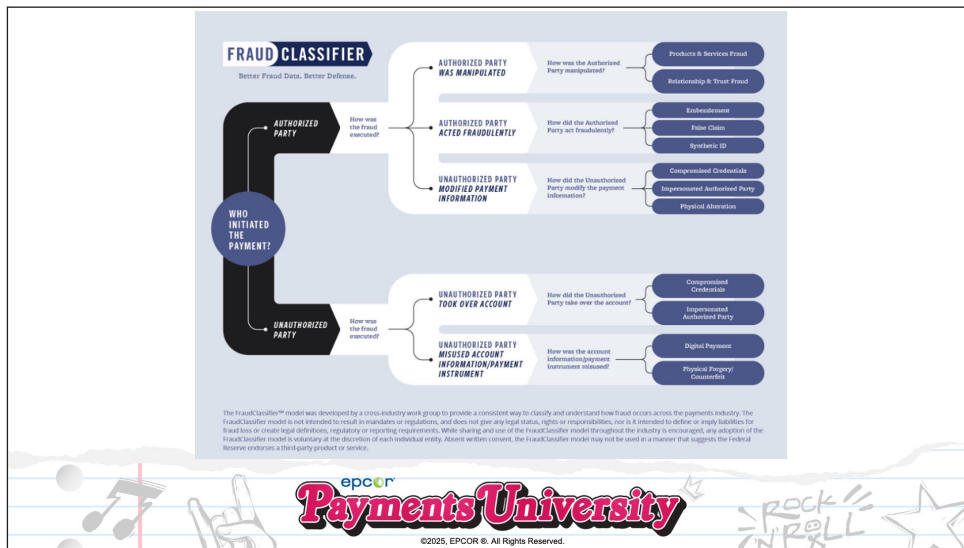 FRAUD CLASSIFIER
Better Fraud Data. Better Defense.
WHO
INITIATED
THE
PAYMENT?
AUTHORIZED
PARTY
How was
the fraud
executed?
AUTHORIZED PARTY
WAS MANIPULATED
How was the Authorized
Party manipulated?
Products & Services Fraud
Relationship & Trust Fraud
AUTHORIZED PARTY
ACTED FRAUDULENTLY
How did the Authorized
Party act fraudulently?
Embezzlement
False Claim
Synthetic ID
UNAUTHORIZED PARTY
MODIFIED PAYMENT
INFORMATION
How did the Unauthorized
Party modify the payment
information?
Compromised Credentials
Impersonated Authorized Party
Physical Alteration
UNAUTHORIZED
PARTY
How was
the fraud
executed?
UNAUTHORIZED PARTY
TOOK OVER ACCOUNT
How did the Unauthorized
Party take over the account?
Compromised
Credentials
Impersonated
Authorized Party
UNAUTHORIZED PARTY
MISUSED ACCOUNT
INFORMATION/PAYMENT
INSTRUMENT
How was the account
information/payment
instrument misused?
Digital Payment
Physical Forgery/
Counterfeit
The FraudClassifier℠ model was developed by a cross-industry work group to provide a consistent way to classify and understand how fraud occurs across the payments industry. The
FraudClassifier model is not intended to result in mandates or regulations, and does not give any legal status, rights or responsibilities, nor is it intended to define or imply liabilities for
fraud loss or create legal definitions, regulatory or reporting requirements. While sharing and use of the FraudClassifier model throughout the industry is encouraged, any adoption of the
FraudClassifier model is voluntary at the discretion of each individual entity. Absent written consent, the FraudClassifier model may not be used in a manner that suggests the Federal
Reserve endorses a third-party product or service.
epcor
Payments University
©2025, EPCOR ®. All Rights Reserved.
ROCK
'N'ROLL